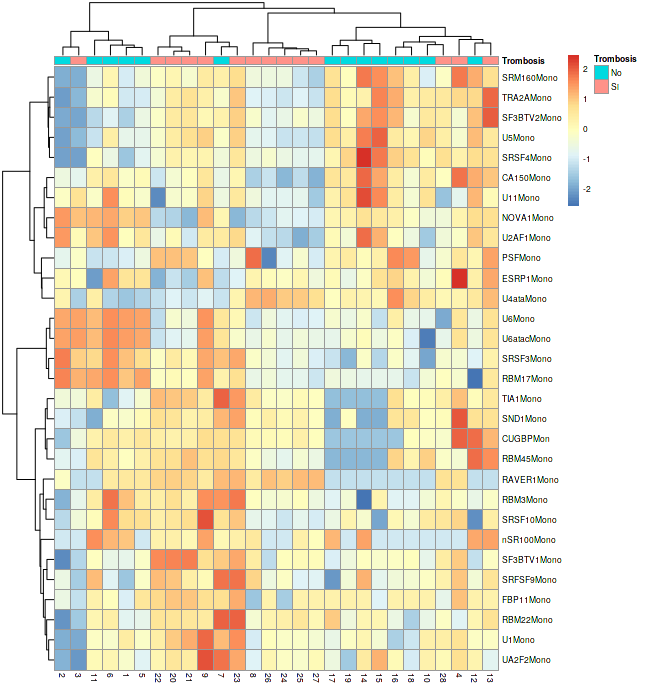 Trombosis
SRM160Mono
TRA2AMono
SF3BTV2Mono
U5Mono
SRSF4Mono
CA150Mono
U11Mono
NOVA1Mono
U2AF1Mono
PSFMono
ESRP1Mono
U4ataMono
U6Mono
U6atacMono
SRSF3Mono
RBM17Mono
TIA1Mono
SND1Mono
CUGBPMon
RBM45Mono
RAVER1Mono
RBM3Mono
SRSF10Mono
nSR100Mono
SF3BTV1Mono
SRFSF9Mono
FBP11Mono
RBM22Mono
U1Mono
UA2F2Mono
2 3 11 6 1 5 22 20 21 9 7 23 8 26 24 25 27 17 19 14 15 16 18 10 28 4 12 13
2
1
0
-1
-2
Trombosis
No
SI